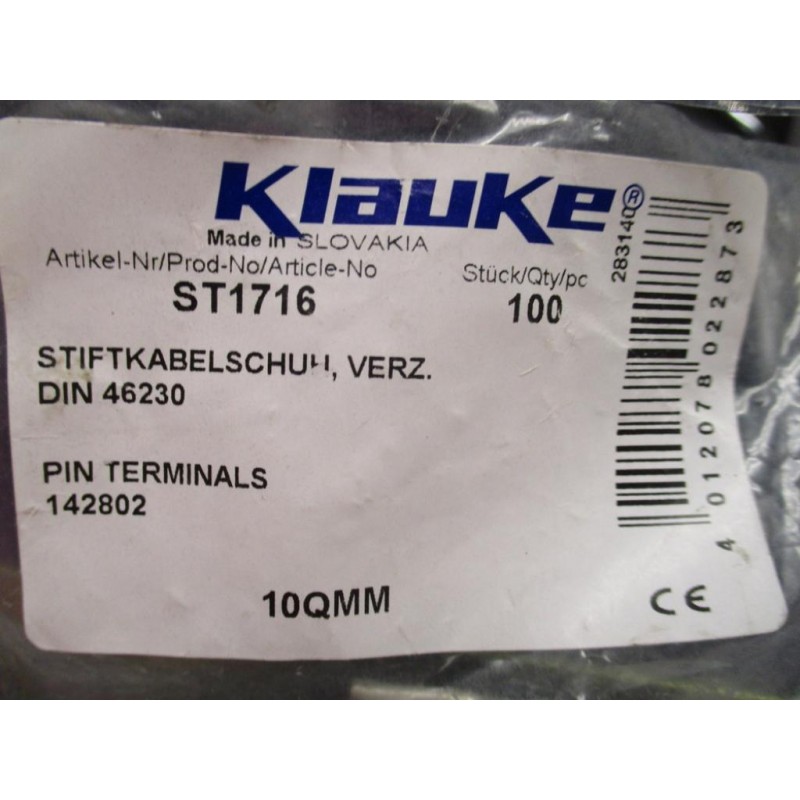 Klauke®
Made in SLOVAKIA
Artikel-Nr/Prod-No/Article-No
ST1716
Stück/Qty/pc
100
STIFTKABELSCHUH, VERZ.
DIN 46230
PIN TERMINALS
142802
10QMM
CE
283140
4 012078 022873